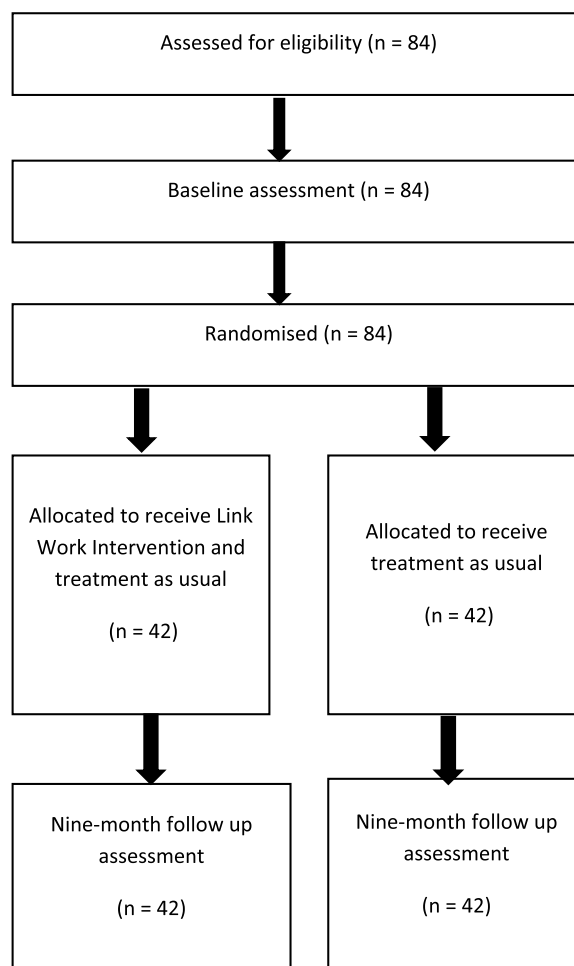 Assessed for eligibility (n = 84)
Baseline assessment (n = 84)
Randomised (n = 84)
Allocated to receive Link
Work Intervention and
treatment as usual
(n = 42)
Allocated to receive
treatment as usual
(n = 42)
Nine-month follow up
assessment
(n = 42)
Nine-month follow up
assessment
(n = 42)